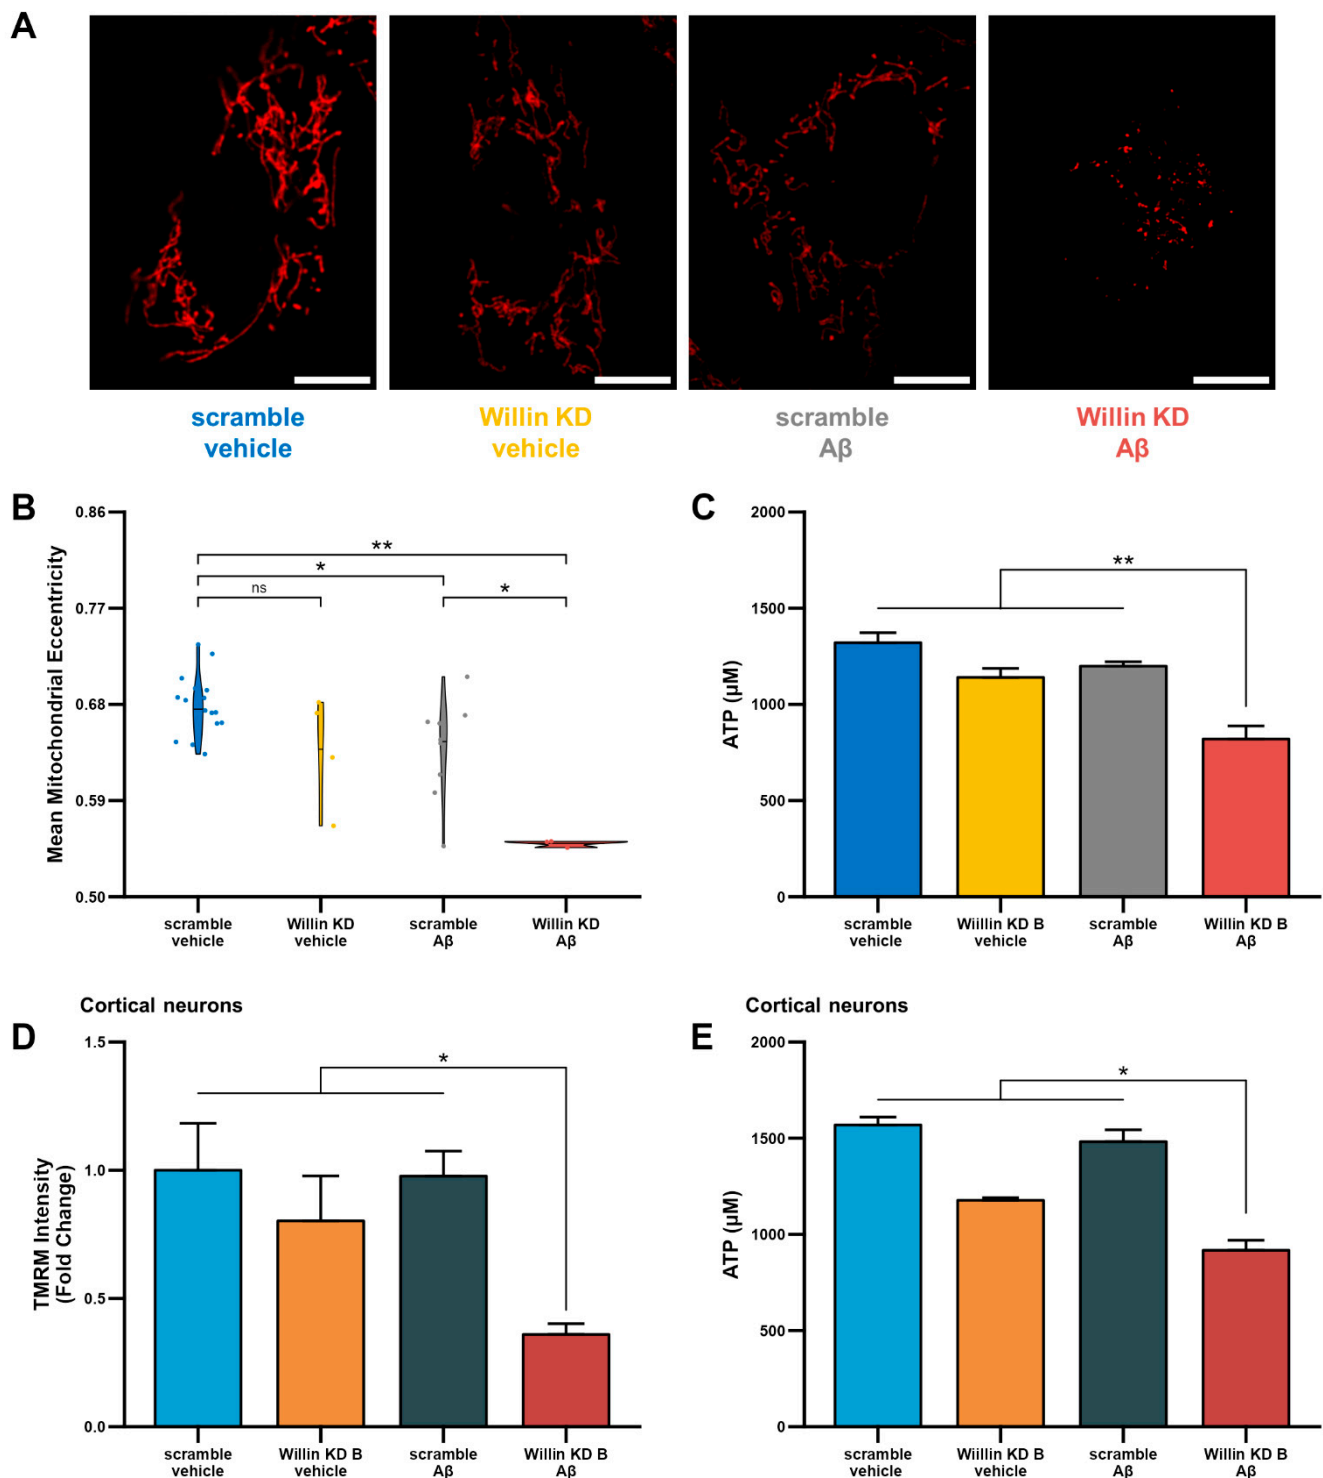 A
scramble
vehicle
Willin KD
vehicle
scramble
Aβ
Willin KD
Aβ
B
Mean Mitochondrial Eccentricity
0.86
0.77
0.68
0.59
0.50
**
*
ns
*
scramble
vehicle
Willin KD
vehicle
scramble
Aβ
Willin KD
Aβ
C
ATP (µM)
2000
1500
1000
500
0
**
scramble
vehicle
Wiillin KD B
vehicle
scramble
Aβ
Willin KD B
Aβ
Cortical neurons
D
TMRM Intensity
(Fold Change)
1.5
1.0
0.5
0.0
*
scramble
vehicle
Willin KD B
vehicle
scramble
Aβ
Willin KD B
Aβ
Cortical neurons
E
ATP (µM)
2000
1500
1000
500
0
*
scramble
vehicle
Wiillin KD B
vehicle
scramble
Aβ
Willin KD B
Aβ